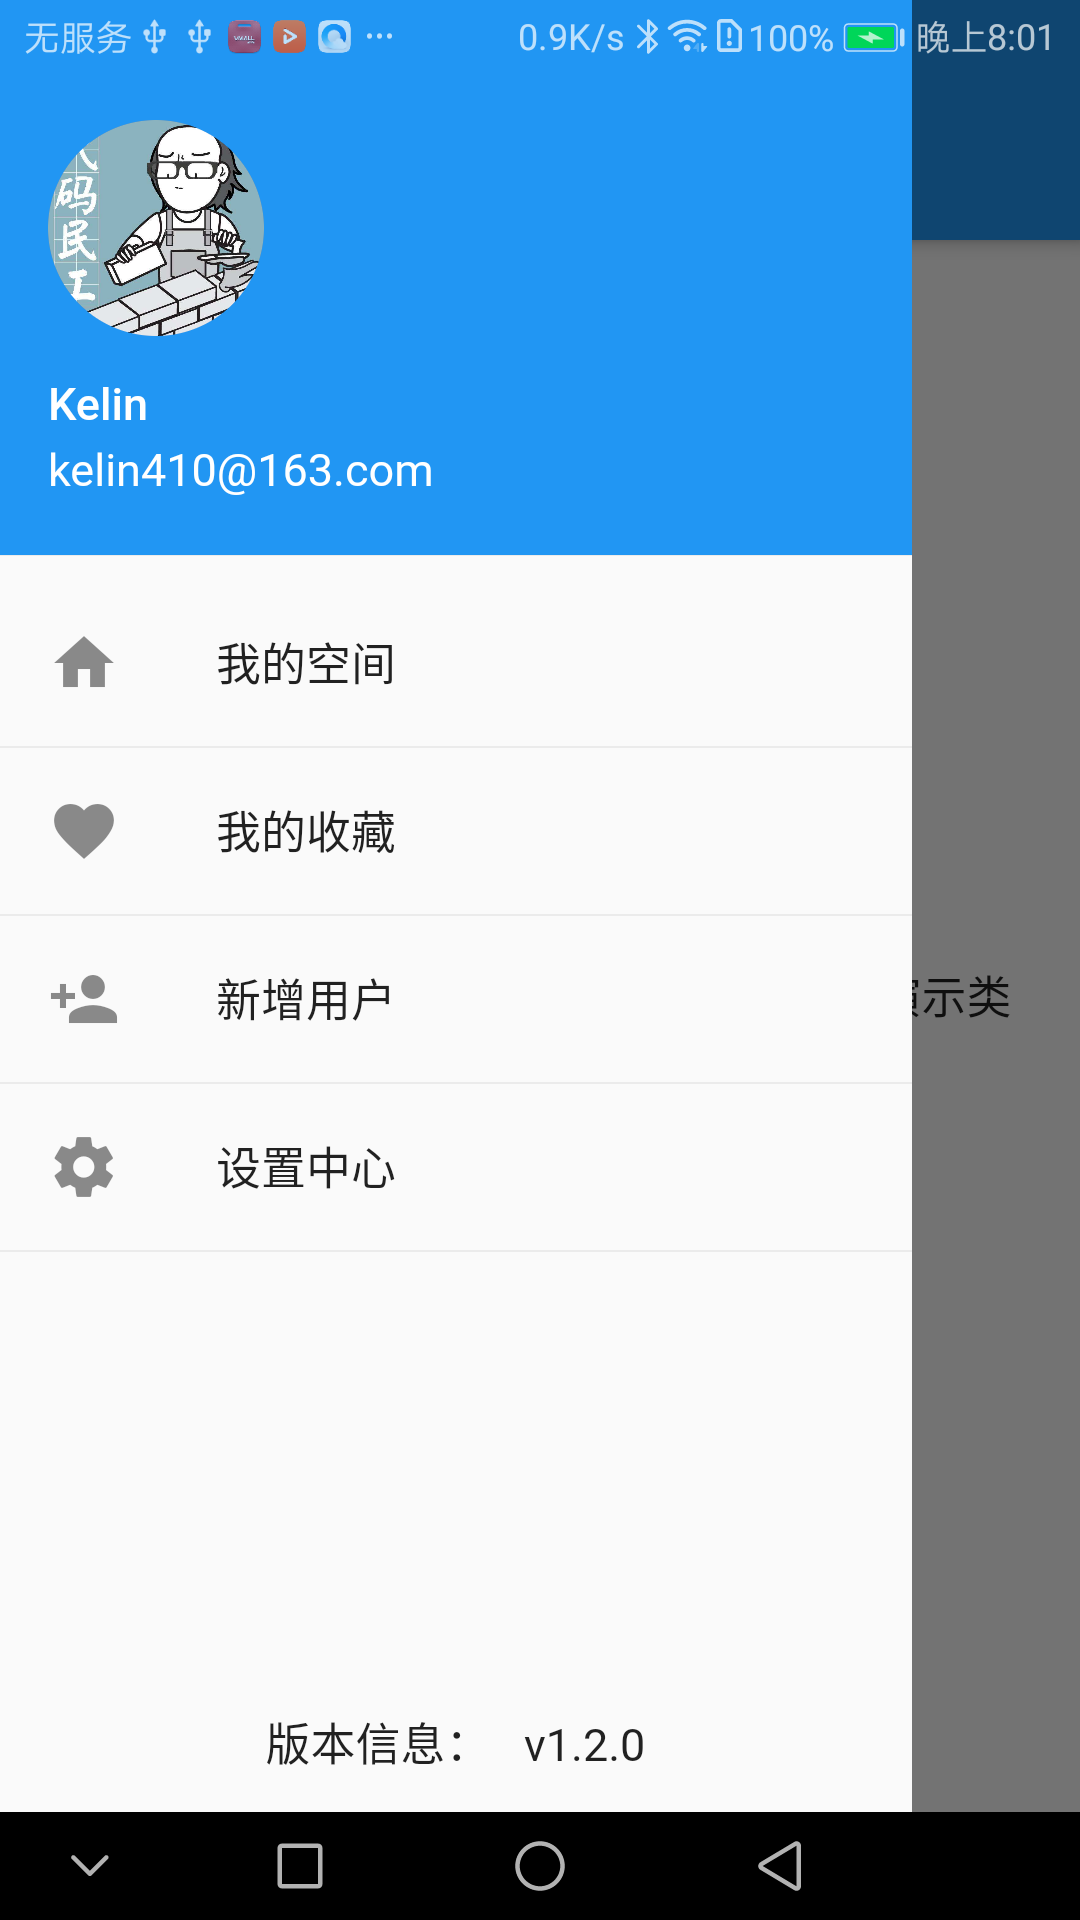 无服务 0.9K/s 100% 晚上8:01
码民工
Kelin
kelin410@163.com
我的空间
我的收藏
新增用户
示类
设置中心
版本信息： v1.2.0